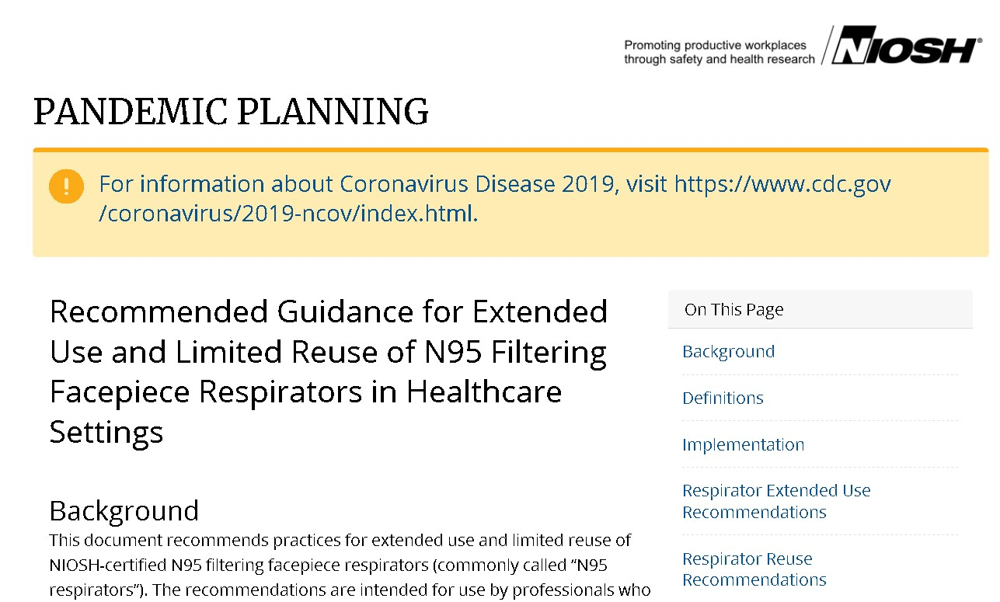 Promoting productive workplaces
through safety and health research
NIOSH®
PANDEMIC PLANNING
! For information about Coronavirus Disease 2019, visit https://www.cdc.gov
/coronavirus/2019-ncov/index.html.
Recommended Guidance for Extended
Use and Limited Reuse of N95 Filtering
Facepiece Respirators in Healthcare
Settings
Background
This document recommends practices for extended use and limited reuse of
NIOSH-certified N95 filtering facepiece respirators (commonly called “N95
respirators”). The recommendations are intended for use by professionals who
On This Page
Background
Definitions
Implementation
Respirator Extended Use
Recommendations
Respirator Reuse
Recommendations